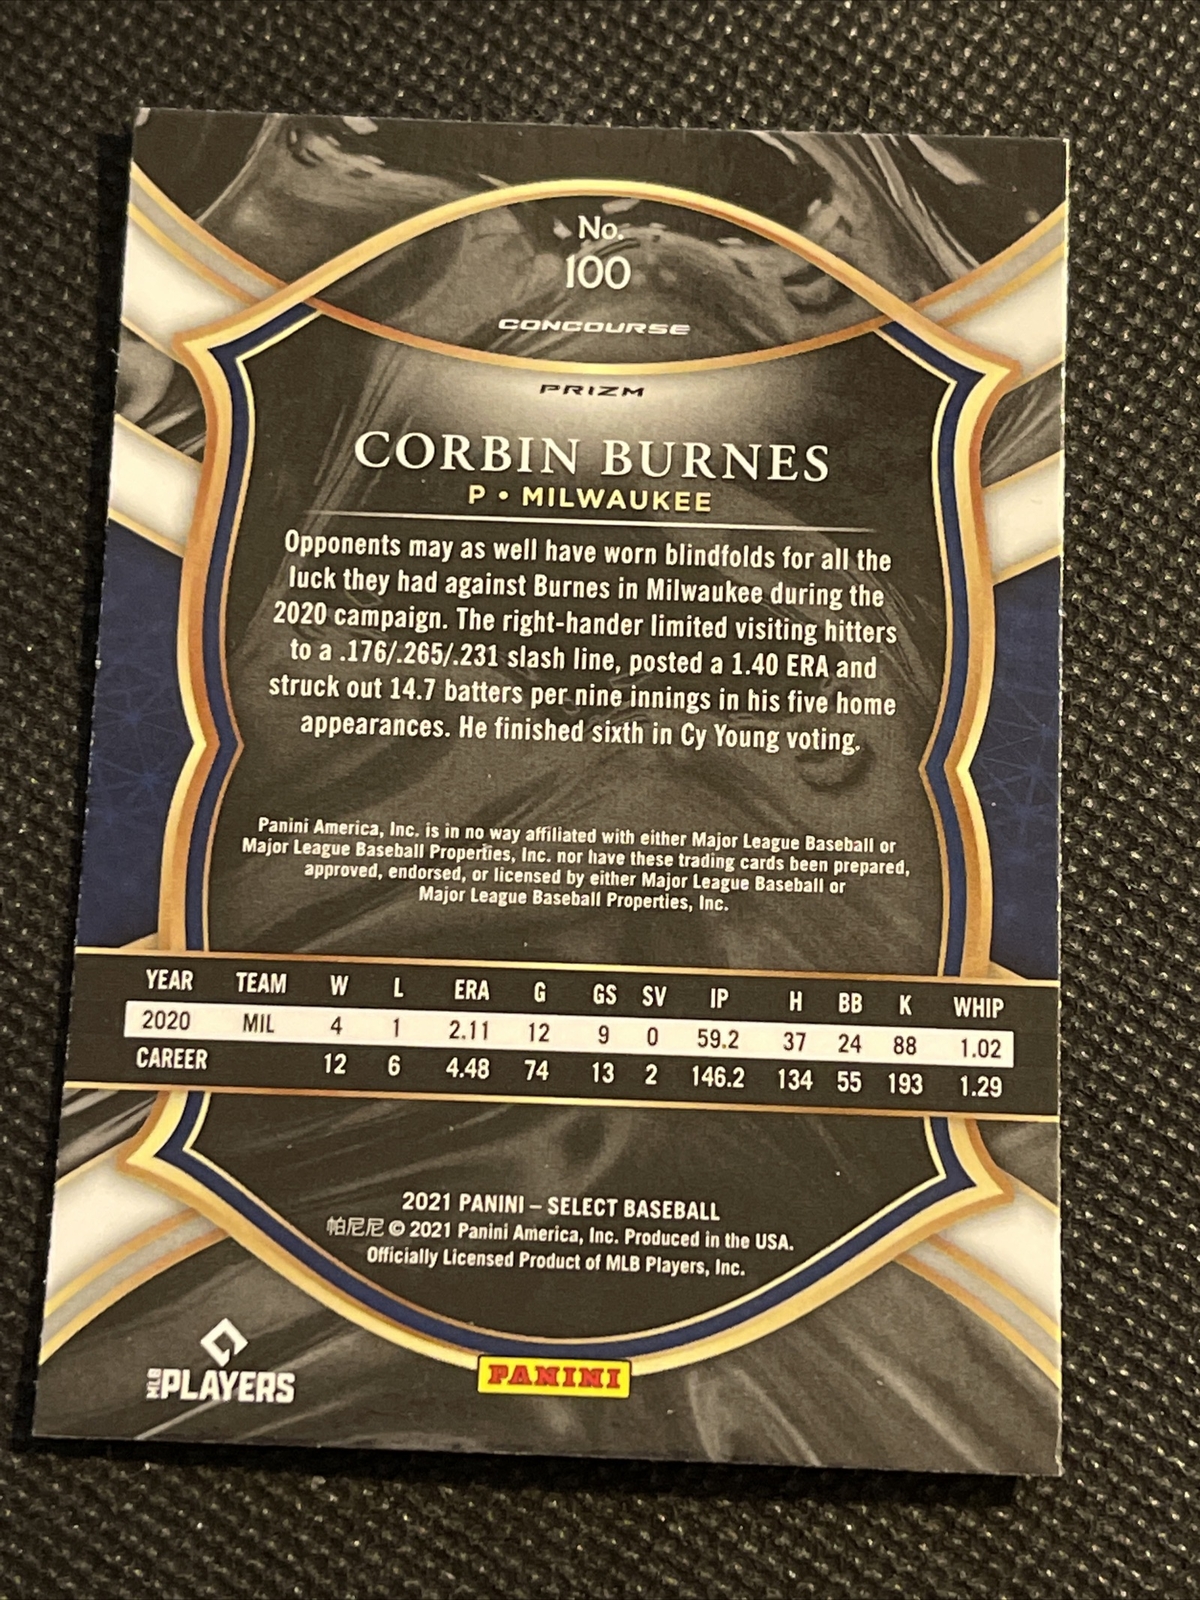 No.
100
CONCOURSE
PRIZM
CORBIN BURNES
P • MILWAUKEE
Opponents may as well have worn blindfolds for all the
luck they had against Burnes in Milwaukee during the
2020 campaign. The right-hander limited visiting hitters
to a .176/.265/.231 slash line, posted a 1.40 ERA and
struck out 14.7 batters per nine innings in his five home
appearances. He finished sixth in Cy Young voting.
Panini America, Inc. is in no way affiliated with either Major League Baseball or
Major League Baseball Properties, Inc. nor have these trading cards been prepared,
approved, endorsed, or licensed by either Major League Baseball or
Major League Baseball Properties, Inc.
YEAR TEAM W L ERA G GS SV IP H BB K WHIP
2020 MIL 4 1 2.11 12 9 0 59.2 37 24 88 1.02
CAREER 12 6 4.48 74 13 2 146.2 134 55 193 1.29
2021 PANINI – SELECT BASEBALL
帕尼尼 © 2021 Panini America, Inc. Produced in the USA.
Officially Licensed Product of MLB Players, Inc.
MLB PLAYERS
PANINI